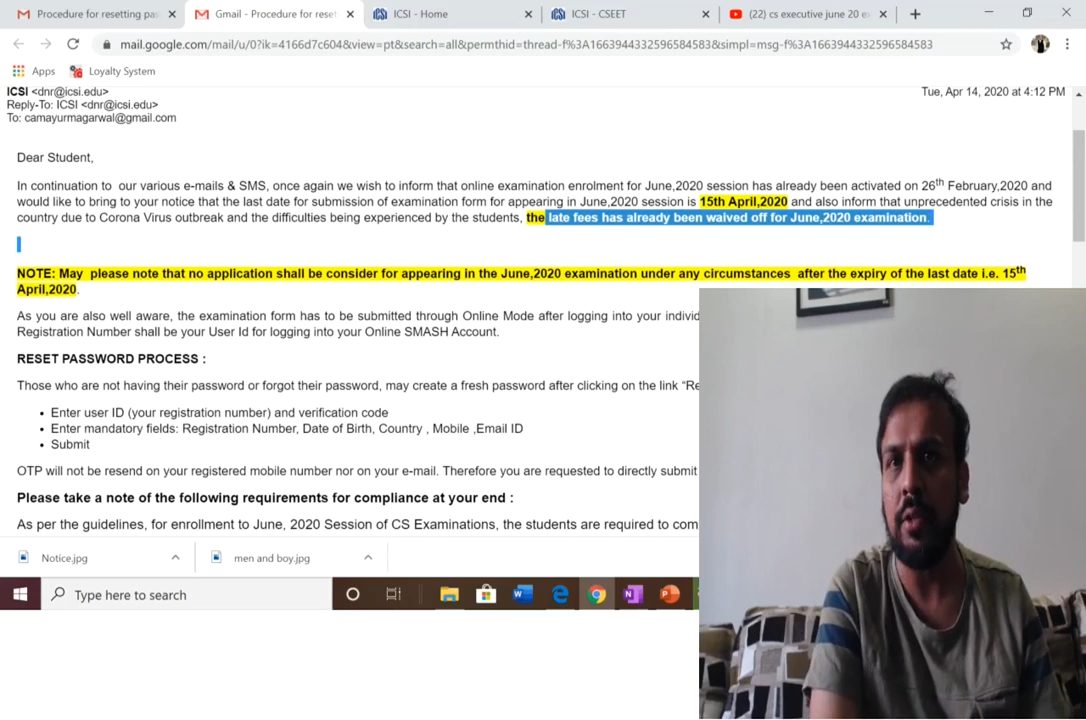 Procedure for resetting pas
Gmail - Procedure for reset
ICSI - Home
ICSI - CSEET
(22) cs executive june 20 e
mail.google.com/mail/u/0?ik=4166d7c604&view=pt&search=all&permthid=thread-f%3A1663944332596584583&simpl=msg-f%3A1663944332596584583
Apps Loyalty System
ICSI <dnr@icsi.edu> Tue, Apr 14, 2020 at 4:12 PM
Reply-To: ICSI <dnr@icsi.edu>
To: camayurmagarwal@gmail.com
Dear Student,
In continuation to our various e-mails & SMS, once again we wish to inform that online examination enrolment for June,2020 session has already been activated on 26th February,2020 and
would like to bring to your notice that the last date for submission of examination form for appearing in June,2020 session is 15th April,2020 and also inform that unprecedented crisis in the
country due to Corona Virus outbreak and the difficulties being experienced by the students, the late fees has already been waived off for June,2020 examination.
NOTE: May please note that no application shall be consider for appearing in the June,2020 examination under any circumstances after the expiry of the last date i.e. 15th
April,2020.
As you are also well aware, the examination form has to be submitted through Online Mode after logging into your individ
Registration Number shall be your User Id for logging into your Online SMASH Account.
RESET PASSWORD PROCESS :
Those who are not having their password or forgot their password, may create a fresh password after clicking on the link “Re
• Enter user ID (your registration number) and verification code
• Enter mandatory fields: Registration Number, Date of Birth, Country , Mobile ,Email ID
• Submit
OTP will not be resend on your registered mobile number nor on your e-mail. Therefore you are requested to directly submit
Please take a note of the following requirements for compliance at your end :
As per the guidelines, for enrollment to June, 2020 Session of CS Examinations, the students are required to com
Notice.jpg
men and boy.jpg
Type here to search